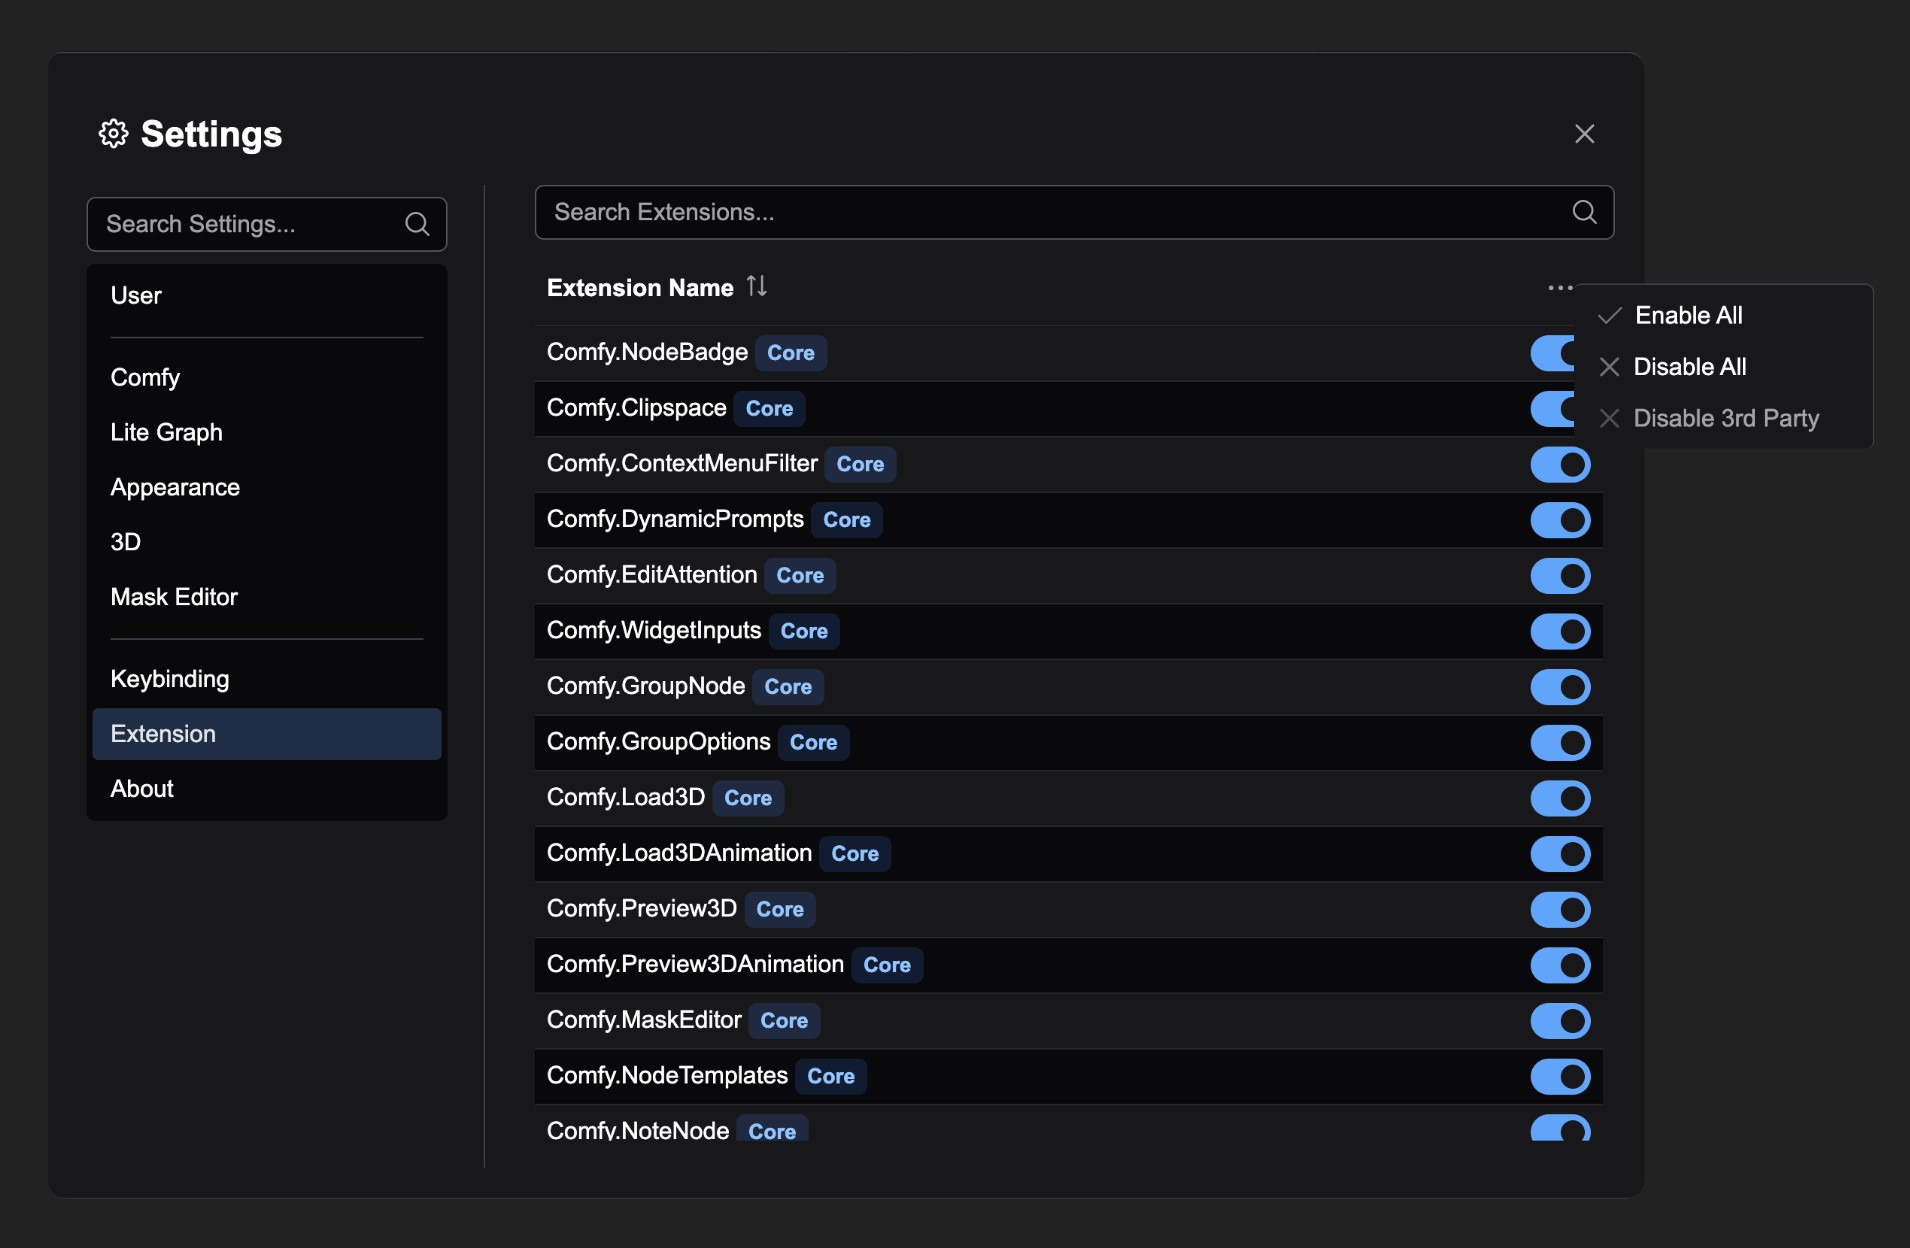 Settings
Search Settings...
User
Comfy
Lite Graph
Appearance
3D
Mask Editor
Keybinding
Extension
About
Search Extensions...
Extension Name
Comfy.NodeBadge Core
Comfy.Clipspace Core
Comfy.ContextMenuFilter Core
Comfy.DynamicPrompts Core
Comfy.EditAttention Core
Comfy.WidgetInputs Core
Comfy.GroupNode Core
Comfy.GroupOptions Core
Comfy.Load3D Core
Comfy.Load3DAnimation Core
Comfy.Preview3D Core
Comfy.Preview3DAnimation Core
Comfy.MaskEditor Core
Comfy.NodeTemplates Core
Comfy.NoteNode Core
Enable All
Disable All
Disable 3rd Party